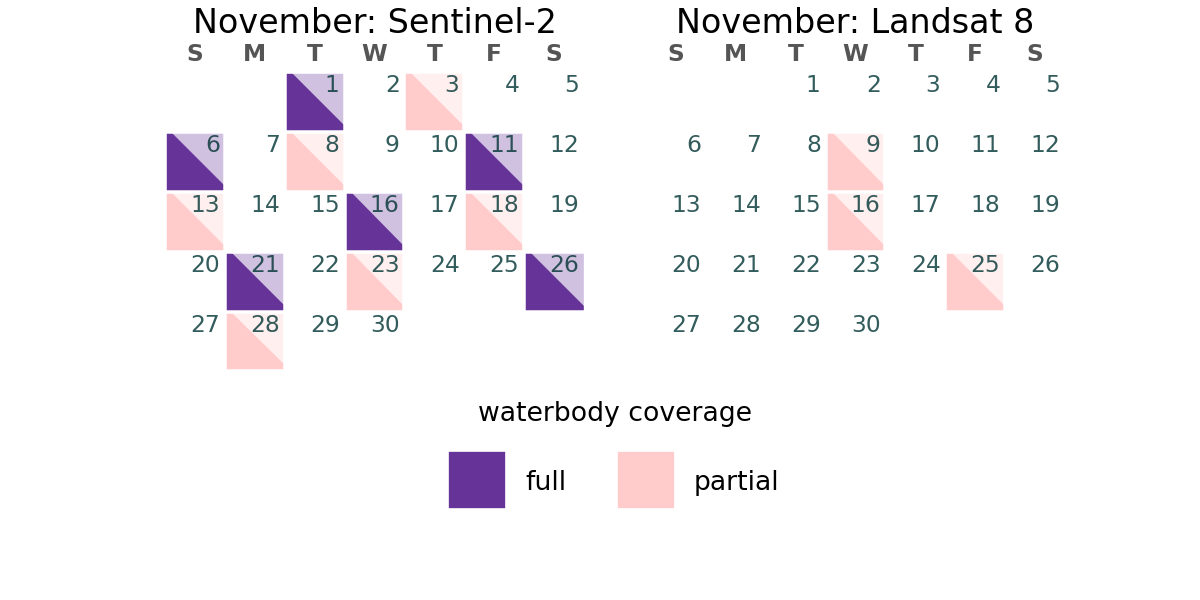 November: Sentinel-2
S M T W T F S
1 2 3 4 5
6 7 8 9 10 11 12
13 14 15 16 17 18 19
20 21 22 23 24 25 26
27 28 29 30
November: Landsat 8
S M T W T F S
1 2 3 4 5
6 7 8 9 10 11 12
13 14 15 16 17 18 19
20 21 22 23 24 25 26
27 28 29 30
waterbody coverage
full
partial